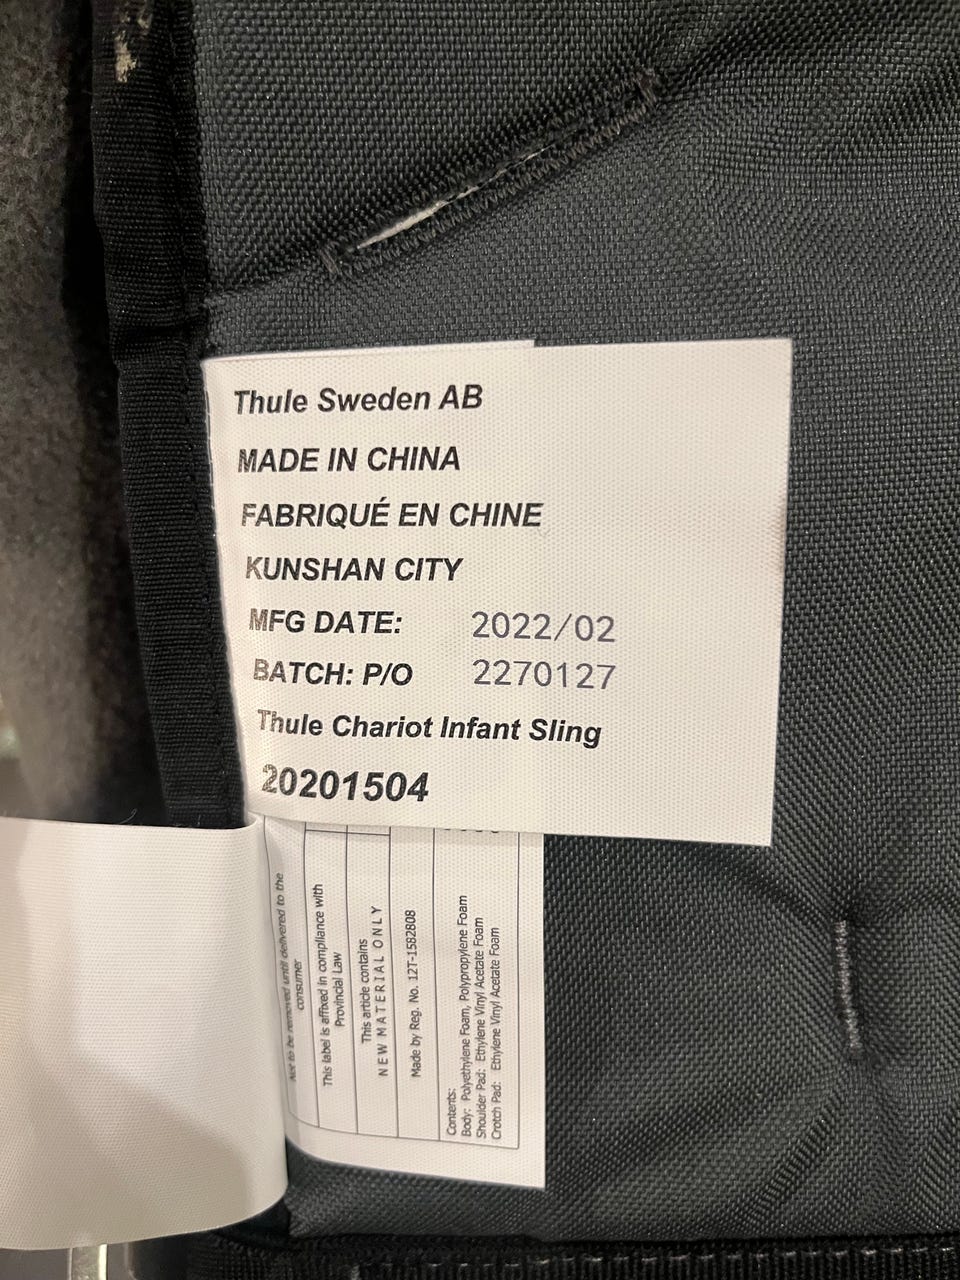 Thule Sweden AB
MADE IN CHINA
FABRIQUÉ EN CHINE
KUNSHAN CITY
MFG DATE: 2022/02
BATCH: P/O 2270127
Thule Chariot Infant Sling
20201504
Not to be removed until delivered to the
consumer
This label is affixed in compliance with
Provincial Law
This article contains
NEW MATERIAL ONLY
Made by Reg. No. 12T-1582808
Contents:
Body: Polyethylene Foam, Polypropylene Foam
Shoulder Pad: Ethylene Vinyl Acetate Foam
Crotch Pad: Ethylene Vinyl Acetate Foam